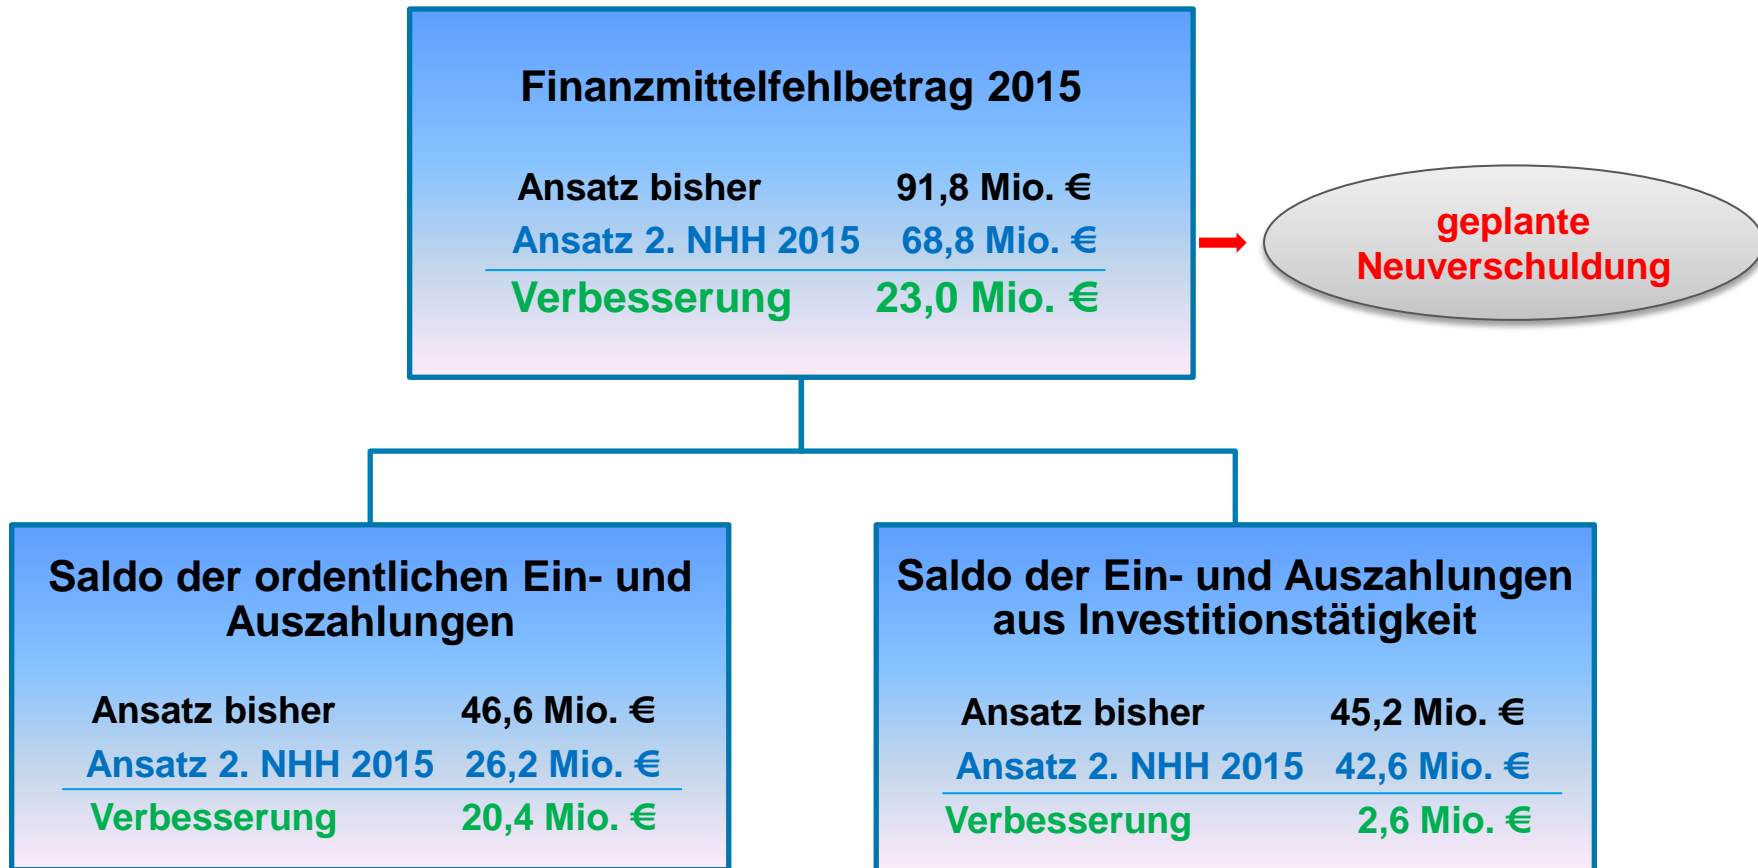 Finanzmittelfehlbetrag 2015
Ansatz bisher 91,8 Mio. €
Ansatz 2. NHH 2015 68,8 Mio. €
Verbesserung 23,0 Mio. €
geplante
Neuverschuldung
Saldo der ordentlichen Ein- und
Auszahlungen
Ansatz bisher 46,6 Mio. €
Ansatz 2. NHH 2015 26,2 Mio. €
Verbesserung 20,4 Mio. €
Saldo der Ein- und Auszahlungen
aus Investitionstätigkeit
Ansatz bisher 45,2 Mio. €
Ansatz 2. NHH 2015 42,6 Mio. €
Verbesserung 2,6 Mio. €